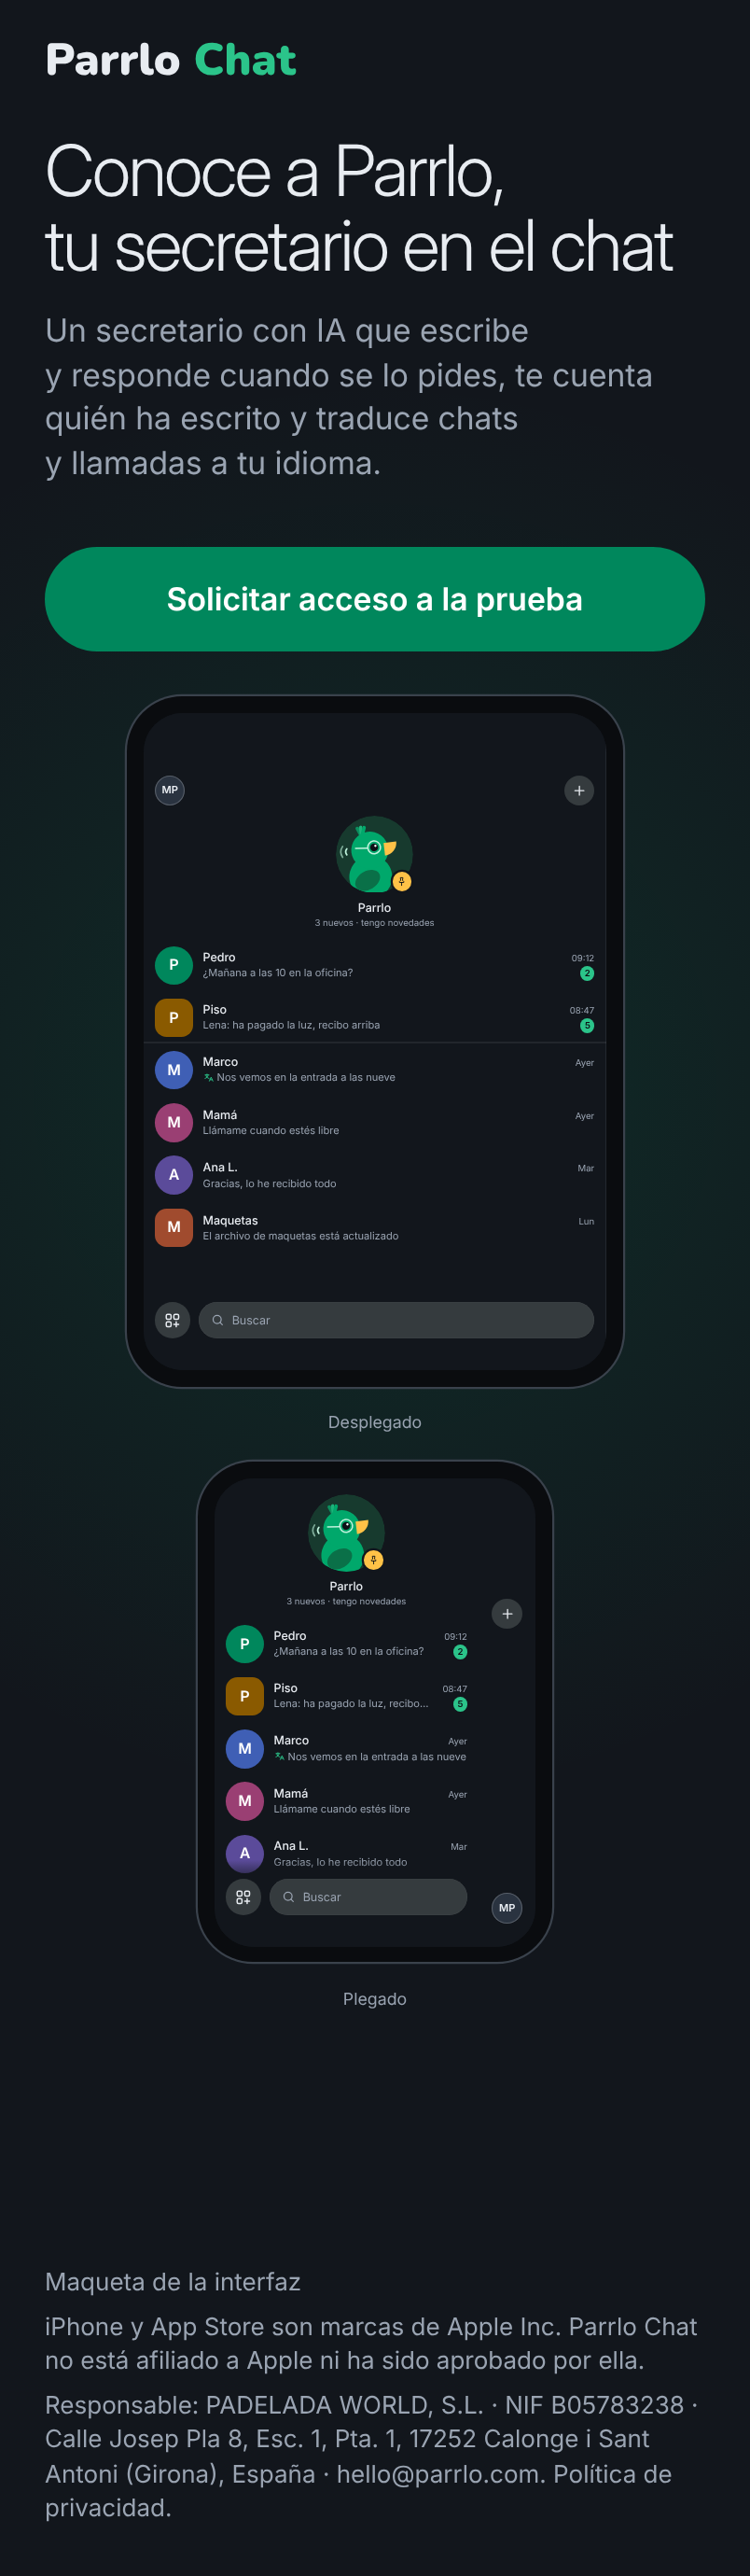 Parrlo Chat
Conoce a Parrlo,
tu secretario en el chat
Un secretario con IA que escribe
y responde cuando se lo pides, te cuenta
quién ha escrito y traduce chats
y llamadas a tu idioma.
Solicitar acceso a la prueba
MP
Parrlo
3 nuevos · tengo novedades
P
Pedro
09:12
¿Mañana a las 10 en la oficina?
2
P
Piso
08:47
Lena: ha pagado la luz, recibo arriba
5
M
Marco
Ayer
Nos vemos en la entrada a las nueve
M
Mamá
Ayer
Llámame cuando estés libre
A
Ana L.
Mar
Gracias, lo he recibido todo
M
Maquetas
Lun
El archivo de maquetas está actualizado
Buscar
Desplegado
Parrlo
3 nuevos · tengo novedades
P
Pedro
09:12
¿Mañana a las 10 en la oficina?
2
P
Piso
08:47
Lena: ha pagado la luz, recibo...
5
M
Marco
Ayer
Nos vemos en la entrada a las nueve
M
Mamá
Ayer
Llámame cuando estés libre
A
Ana L.
Mar
Gracias, lo he recibido todo
Buscar
MP
Plegado
Maqueta de la interfaz
iPhone y App Store son marcas de Apple Inc. Parrlo Chat
no está afiliado a Apple ni ha sido aprobado por ella.
Responsable: PADELADA WORLD, S.L. · NIF B05783238 ·
Calle Josep Pla 8, Esc. 1, Pta. 1, 17252 Calonge i Sant
Antoni (Girona), España · hello@parrlo.com. Política de
privacidad.